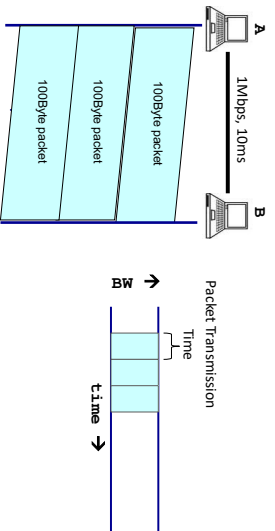 A
B
1Mbps, 10ms
100Byte packet
100Byte packet
100Byte packet
Packet Transmission
Time
BW →
time →